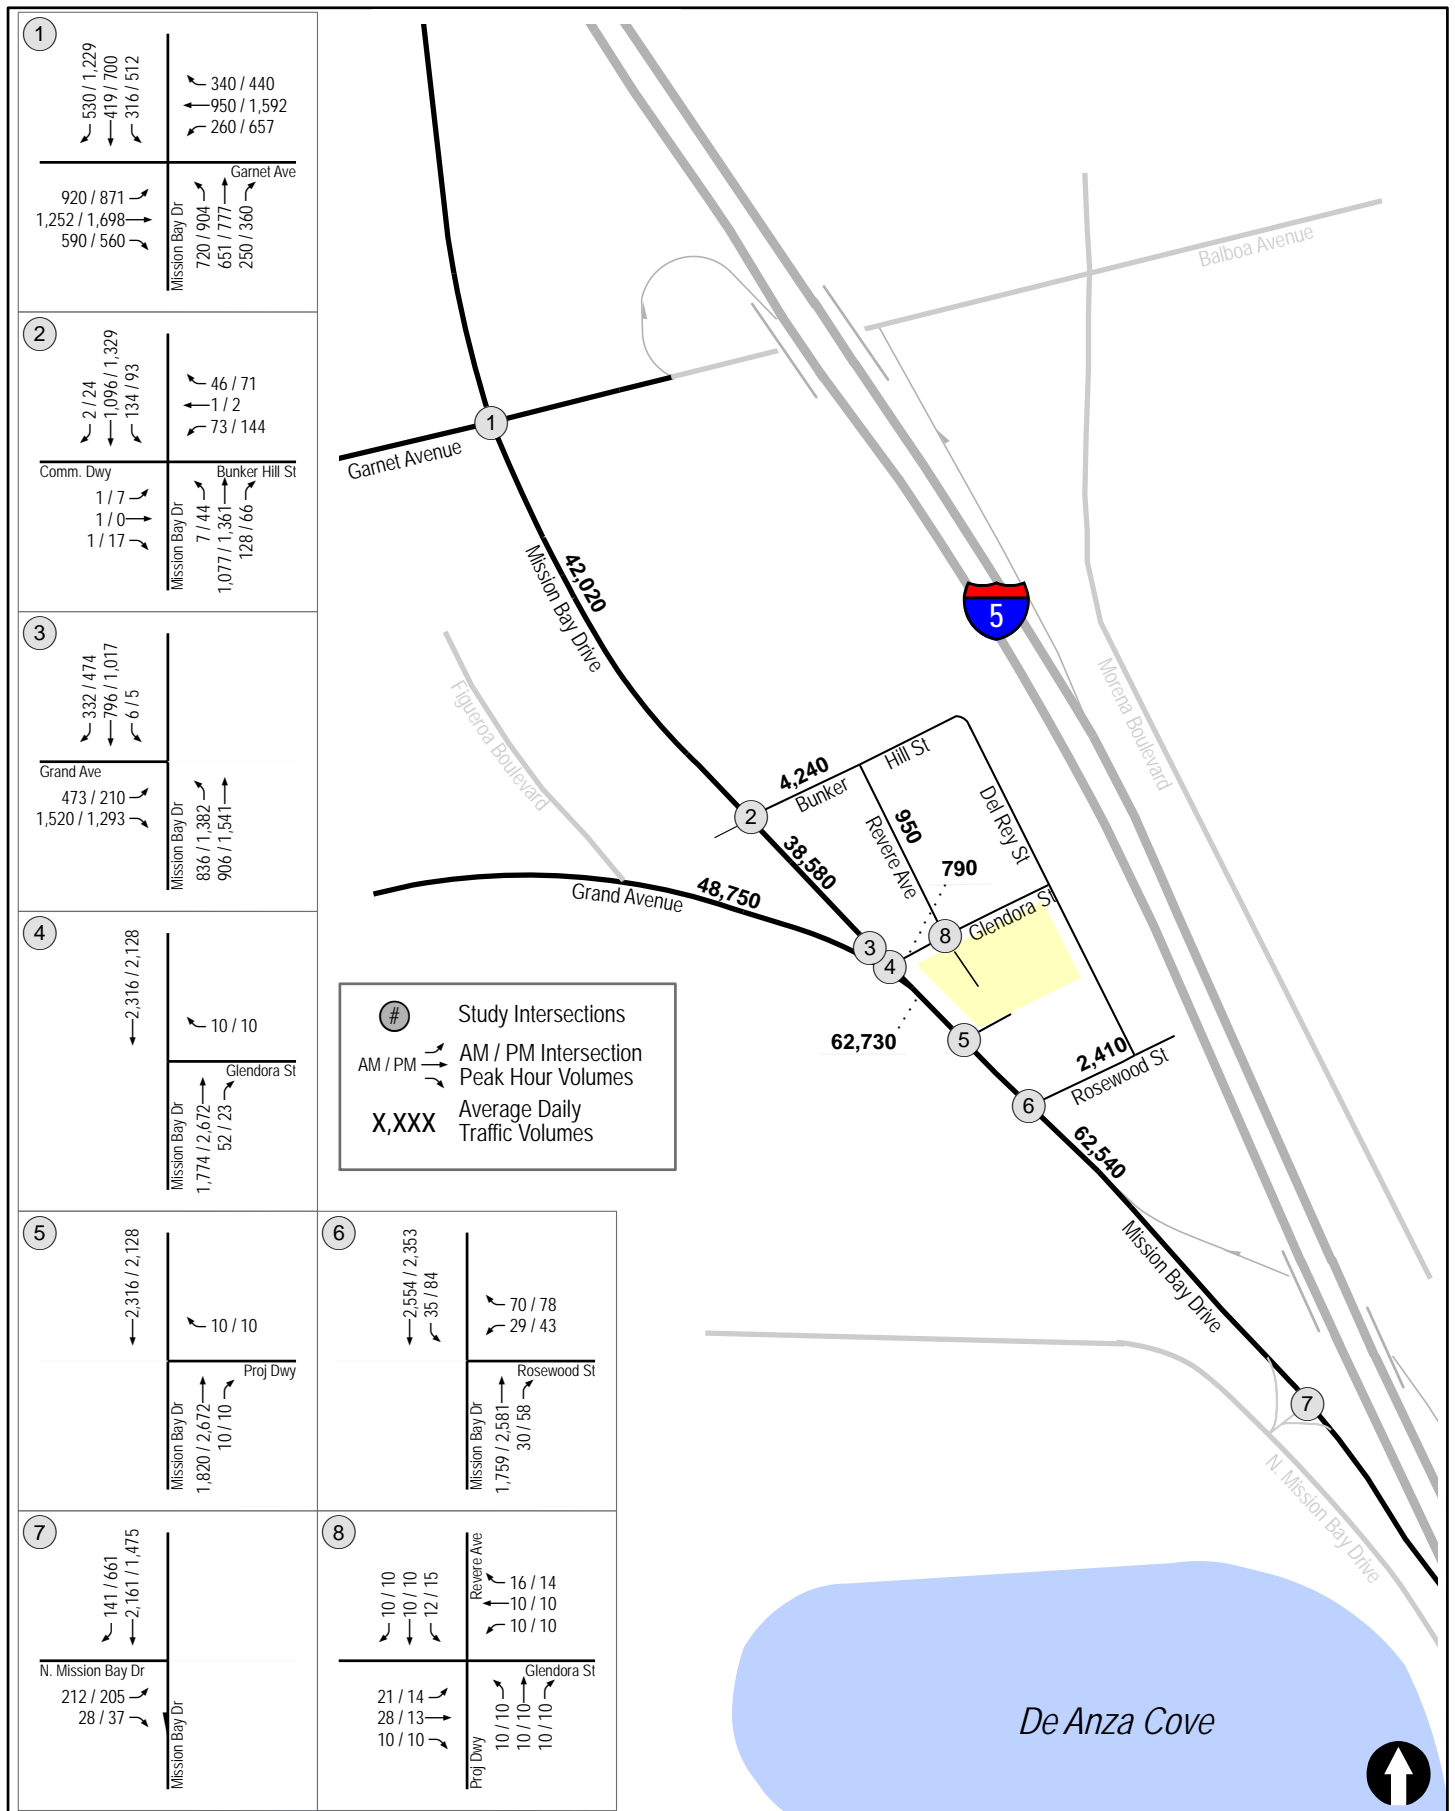 1
530 / 1,229
419 / 700
316 / 512
340 / 440
950 / 1,592
260 / 657
Garnet Ave
920 / 871
1,252 / 1,698
590 / 560
Mission Bay Dr
720 / 904
651 / 777
250 / 360
2
2 / 24
1,096 / 1,329
134 / 93
46 / 71
1 / 2
73 / 144
Comm. Dwy
Bunker Hill St
1 / 7
1 / 0
1 / 17
Mission Bay Dr
7 / 44
1,077 / 1,361
128 / 66
3
332 / 474
796 / 1,017
6 / 5
Grand Ave
473 / 210
1,520 / 1,293
Mission Bay Dr
836 / 1,382
906 / 1,541
4
2,316 / 2,128
10 / 10
Glendora St
Mission Bay Dr
1,774 / 2,672
52 / 23
5
2,316 / 2,128
10 / 10
Proj Dwy
Mission Bay Dr
1,820 / 2,672
10 / 10
6
2,554 / 2,353
35 / 84
70 / 78
29 / 43
Rosewood St
Mission Bay Dr
1,759 / 2,581
30 / 58
7
141 / 661
2,161 / 1,475
N. Mission Bay Dr
212 / 205
28 / 37
Mission Bay Dr
8
10 / 10
10 / 10
12 / 15
Revere Ave
16 / 14
10 / 10
10 / 10
Glendora St
21 / 14
28 / 13
10 / 10
Proj Dwy
10 / 10
10 / 10
10 / 10
Balboa Avenue
1
Garnet Avenue
42,020
Mission Bay Drive
5
Morena Boulevard
Figueroa Boulevard
4,240
Bunker
Hill St
2
38,580
950
Revere Ave
Del Rey St
790
48,750
Grand Avenue
3
4
8
Glendora St
62,730
5
2,410
Rosewood St
6
62,540
Mission Bay Drive
7
N. Mission Bay Drive
De Anza Cove
#
Study Intersections
AM / PM
AM / PM Intersection
Peak Hour Volumes
X,XXX
Average Daily
Traffic Volumes